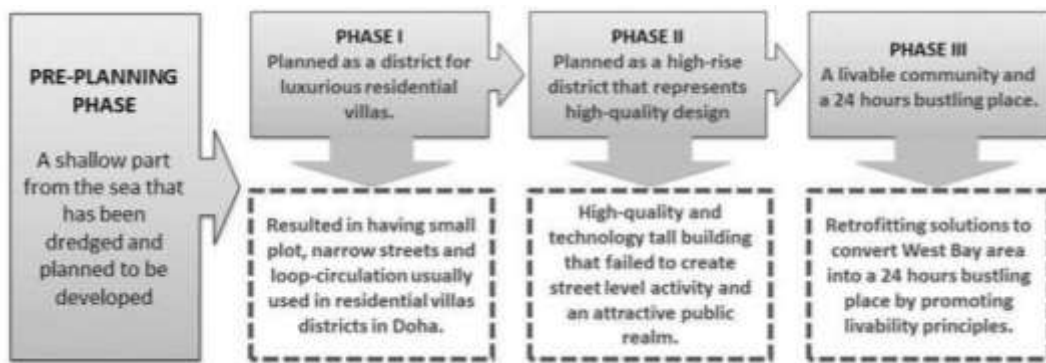 PRE-PLANNING
PHASE
A shallow part
from the sea that
has been
dredged and
planned to be
developed
PHASE I
Planned as a district for
luxurious residential
villas.
Resulted in having small
plot, narrow streets and
loop-circulation usually
used in residential villas
districts in Doha.
PHASE II
Planned as a high-rise
district that represents
high-quality design
High-quality and
technology tall building
that failed to create
street level activity and
an attractive public
realm.
PHASE III
A livable community and
a 24 hours bustling place.
Retrofitting solutions to
convert West Bay area
into a 24 hours bustling
place by promoting
livability principles.